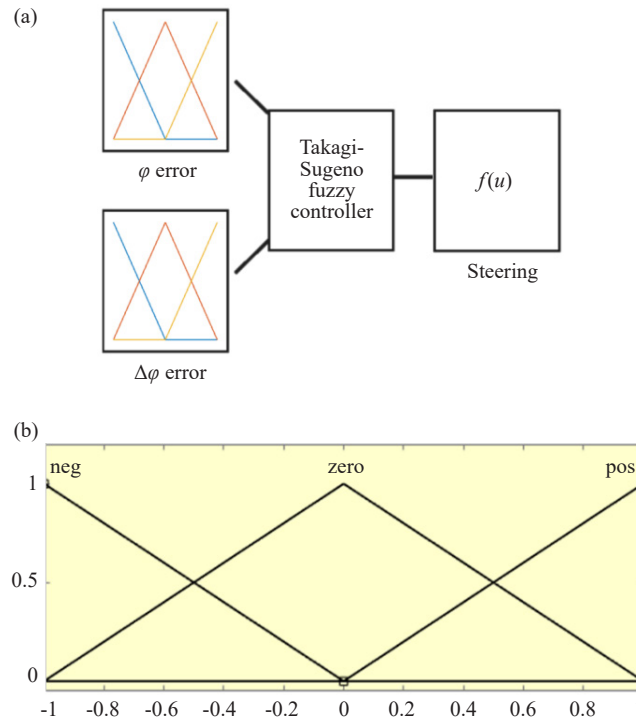 (a)
φ error
Takagi-
Sugeno
fuzzy
controller
f(u)
Steering
Δφ error
(b)
neg
zero
pos
1
0.5
0
-1
-0.8
-0.6
-0.4
-0.2
0
0.2
0.4
0.6
0.8